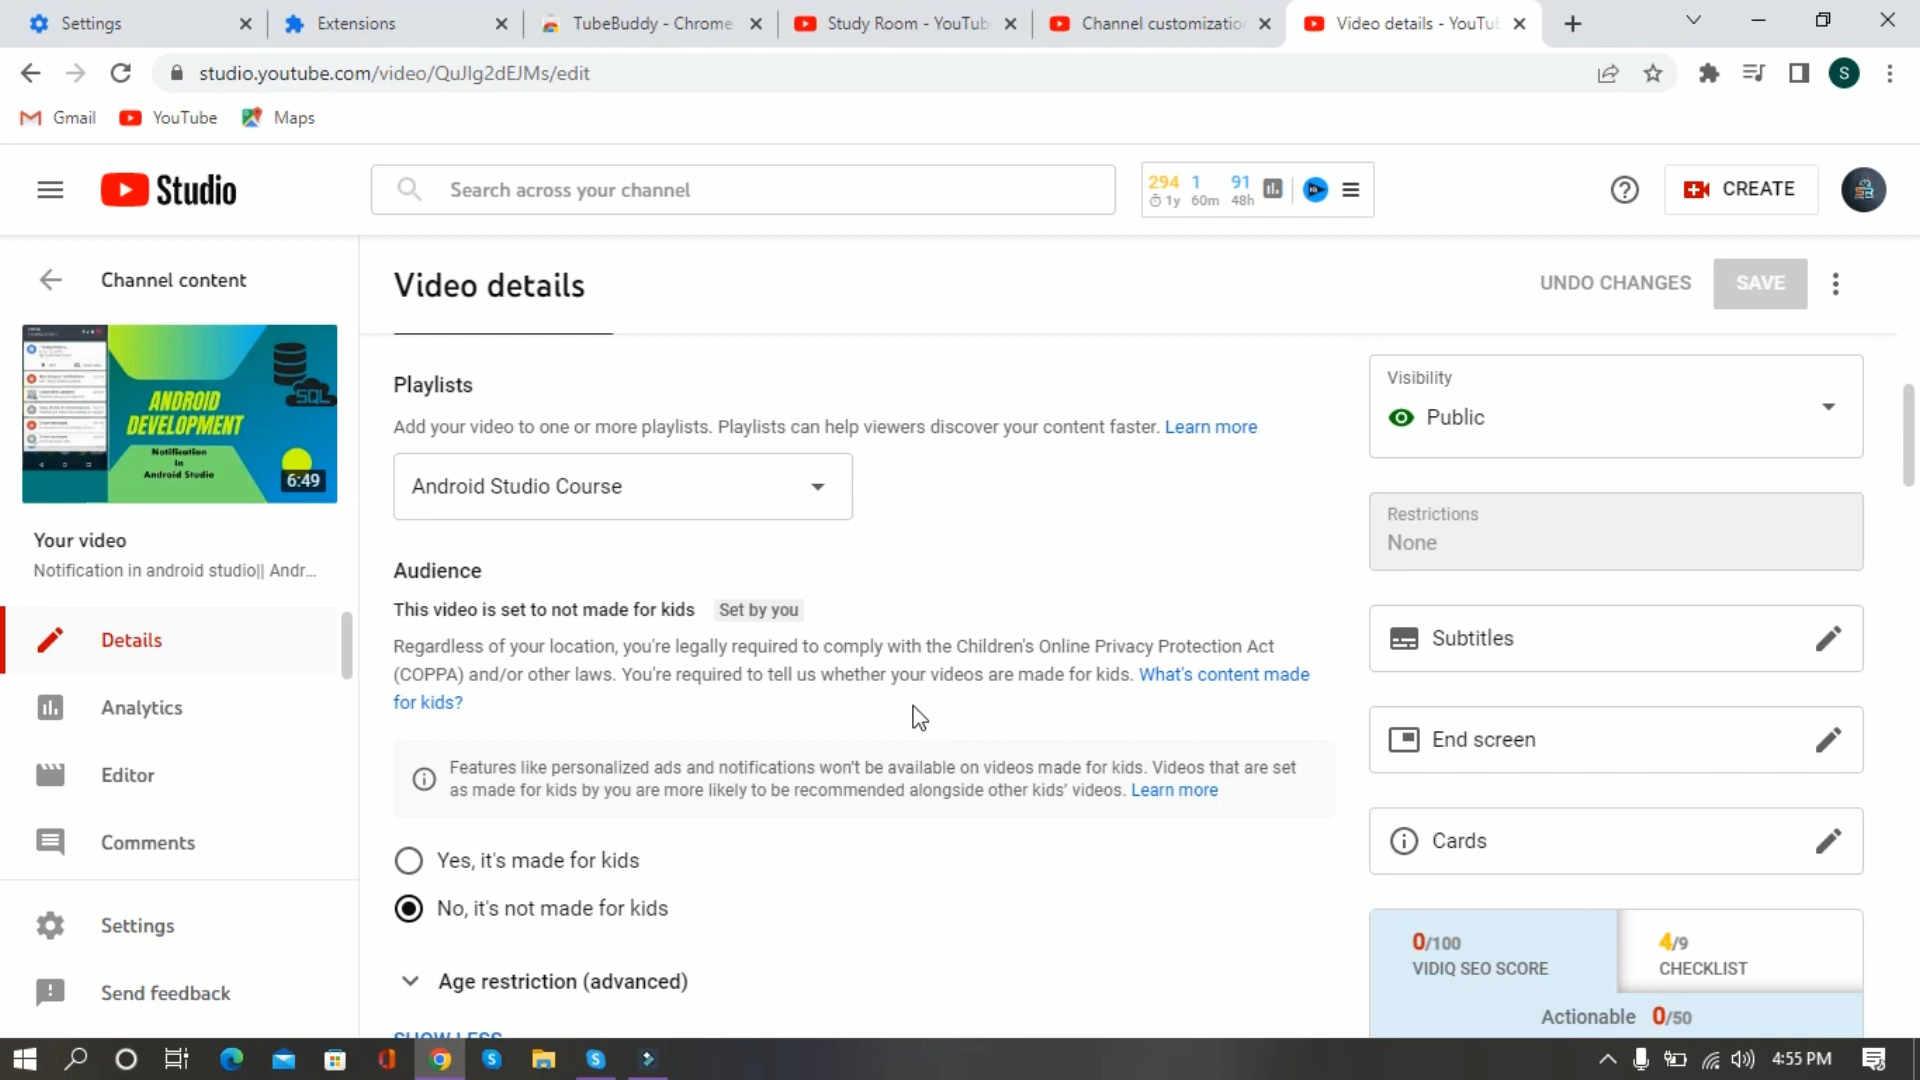 Settings
Extensions
TubeBuddy - Chrome
Study Room - YouTub
Channel customizatio
Video details - YouTub
studio.youtube.com/video/QuJlg2dEJMs/edit
S
Gmail
YouTube
Maps
Studio
Search across your channel
294 1 91
1y 60m 48h
CREATE
Channel content
Video details
UNDO CHANGES
SAVE
ANDROID
DEVELOPMENT
Notification
in
Android Studio
SQL
6:49
Your video
Notification in android studio|| Andr...
Details
Analytics
Editor
Comments
Settings
Send feedback
Playlists
Add your video to one or more playlists. Playlists can help viewers discover your content faster. Learn more
Android Studio Course
Audience
This video is set to not made for kids Set by you
Regardless of your location, you're legally required to comply with the Children's Online Privacy Protection Act
(COPPA) and/or other laws. You're required to tell us whether your videos are made for kids. What's content made
for kids?
Features like personalized ads and notifications won't be available on videos made for kids. Videos that are set
as made for kids by you are more likely to be recommended alongside other kids' videos. Learn more
Yes, it's made for kids
No, it's not made for kids
Age restriction (advanced)
SHOW LESS
Visibility
Public
Restrictions
None
Subtitles
End screen
Cards
0/100
VIDIQ SEO SCORE
4/9
CHECKLIST
Actionable 0/50
4:55 PM